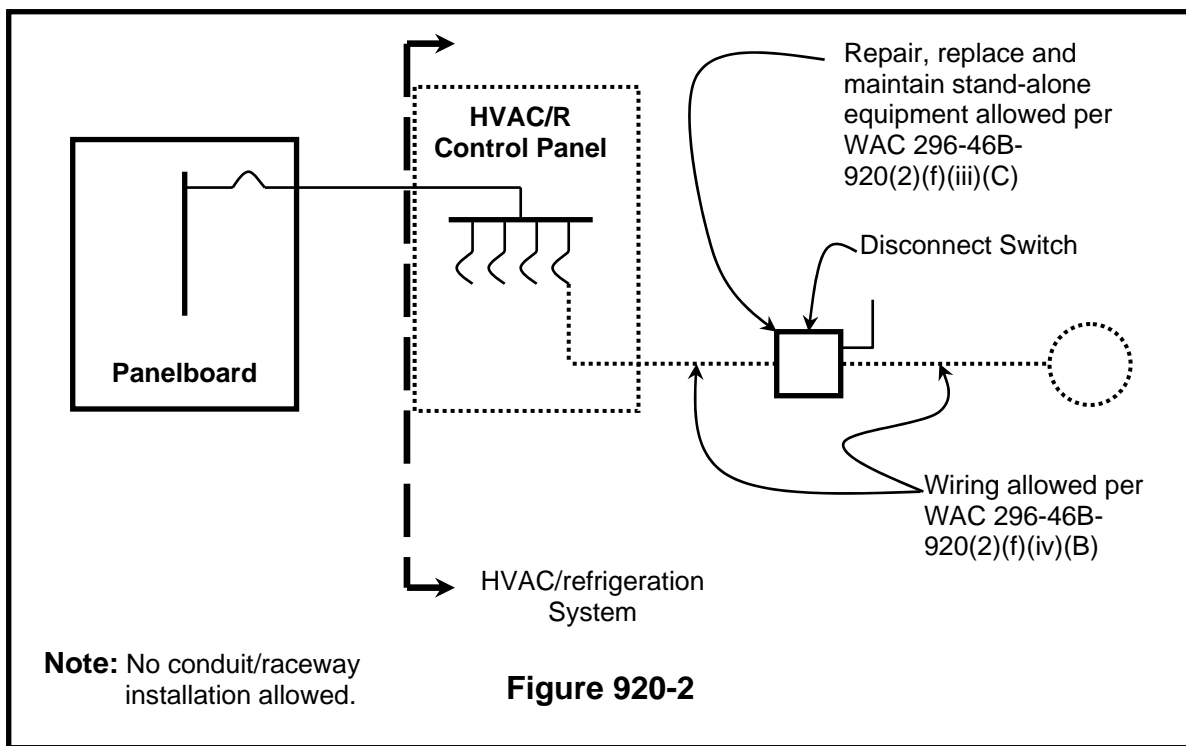 Repair, replace and
maintain stand-alone
equipment allowed per
WAC 296-46B-
920(2)(f)(iii)(C)
HVAC/R
Control Panel
Disconnect Switch
Panelboard
Wiring allowed per
WAC 296-46B-
920(2)(f)(iv)(B)
HVAC/refrigeration
System
Note: No conduit/raceway
installation allowed.
Figure 920-2